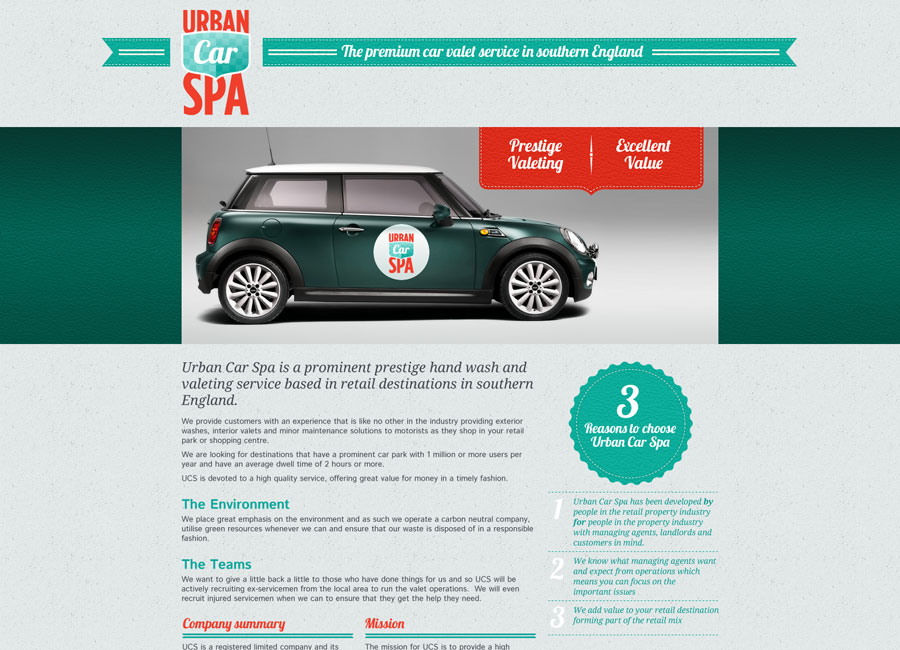 URBAN
Car
SPA
The premium car valet service in southern England
Prestige
Valeting
Excellent
Value
URBAN
Car
SPA
Urban Car Spa is a prominent prestige hand wash and
valeting service based in retail destinations in southern
England.
We provide customers with an experience that is like no other in the industry providing exterior
washes, interior valets and minor maintenance solutions to motorists as they shop in your retail
park or shopping centre.
We are looking for destinations that have a prominent car park with 1 million or more users per
year and have an average dwell time of 2 hours or more.
UCS is devoted to a high quality service, offering great value for money in a timely fashion.
The Environment
We place great emphasis on the environment and as such we operate a carbon neutral company,
utilise green resources whenever we can and ensure that our waste is disposed of in a responsible
fashion.
The Teams
We want to give a little back a little to those who have done things for us and so UCS will be
actively recruiting ex-servicemen from the local area to run the valet operations.  We will even
recruit injured servicemen when we can to ensure that they get the help they need.
Company summary
UCS is a registered limited company and its
Mission
The mission for UCS is to provide a high
3
Reasons to choose
Urban Car Spa
1
Urban Car Spa has been developed by
people in the retail property industry
for people in the property industry
with managing agents, landlords and
customers in mind.
2
We know what managing agents want
and expect from operations which
means you can focus on the
important issues
3
We add value to your retail destination
forming part of the retail mix